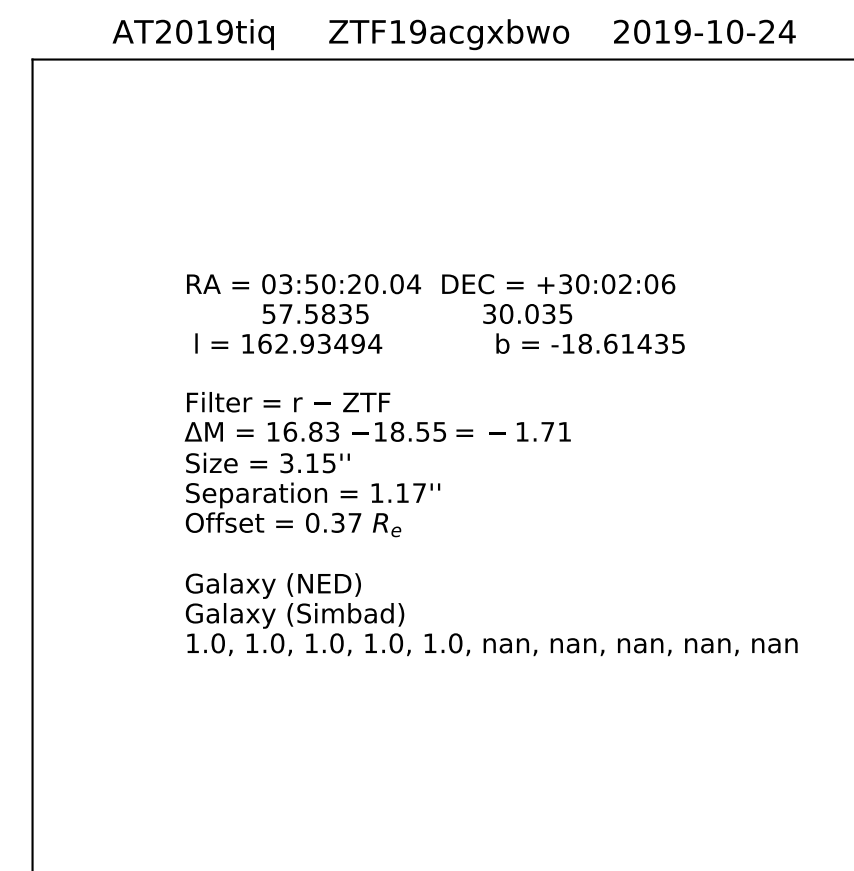 AT2019tiq ZTF19acgxbwo 2019-10-24
RA = 03:50:20.04 DEC = +30:02:06
57.5835 30.035
l = 162.93494 b = -18.61435
Filter = r − ZTF
ΔM = 16.83 −18.55 = − 1.71
Size = 3.15''
Separation = 1.17''
Offset = 0.37 Re
Galaxy (NED)
Galaxy (Simbad)
1.0, 1.0, 1.0, 1.0, 1.0, nan, nan, nan, nan, nan